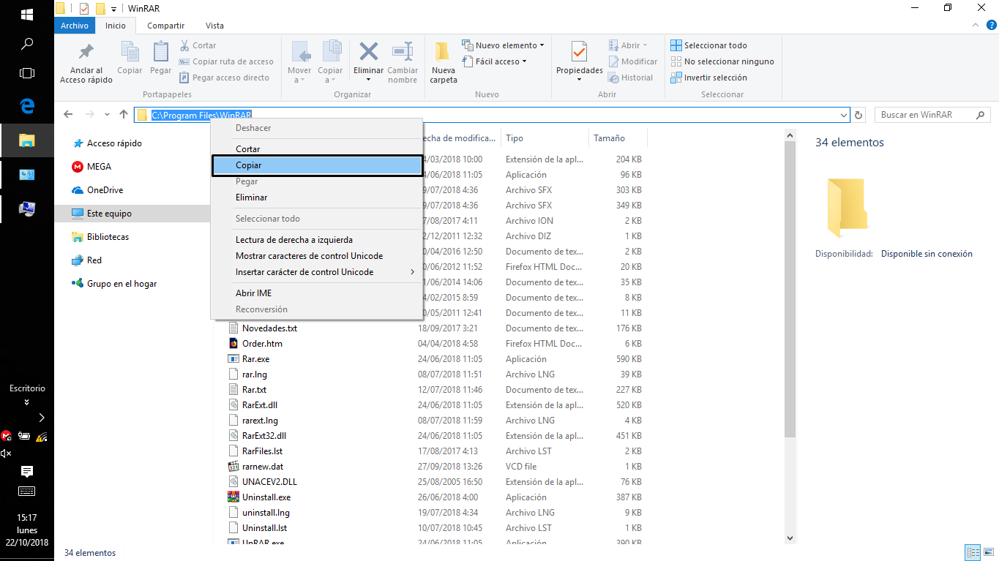 WinRAR
Archivo Inicio Compartir Vista
Anclar al Acceso rápido
Copiar
Pegar
Cortar
Copiar ruta de acceso
Pegar acceso directo
Portapapeles
Mover a
Copiar a
Eliminar
Cambiar nombre
Organizar
Nueva carpeta
Nuevo elemento
Fácil acceso
Nuevo
Propiedades
Abrir
Modificar
Historial
Abrir
Seleccionar todo
No seleccionar ninguno
Invertir selección
Seleccionar
C:\Program Files\WinRAR
Buscar en WinRAR
Acceso rápido
MEGA
OneDrive
Este equipo
Bibliotecas
Red
Grupo en el hogar
Deshacer
Cortar
Copiar
Pegar
Eliminar
Seleccionar todo
Lectura de derecha a izquierda
Mostrar caracteres de control Unicode
Insertar carácter de control Unicode
Abrir IME
Reconversión
echa de modifica... Tipo Tamaño
/03/2018 10:00 Extensión de la apl... 204 KB
/06/2018 11:05 Aplicación 96 KB
/07/2018 4:36 Archivo SFX 303 KB
/07/2018 4:36 Archivo SFX 349 KB
/08/2017 4:11 Archivo ION 2 KB
/12/2011 12:32 Archivo DIZ 1 KB
/04/2016 12:50 Documento de tex... 2 KB
/06/2012 11:52 Firefox HTML Doc... 20 KB
/06/2014 14:06 Documento de tex... 35 KB
/02/2015 8:59 Documento de tex... 8 KB
/05/2011 12:41 Documento de tex... 11 KB
Novedades.txt 18/09/2017 3:21 Documento de tex... 176 KB
Order.htm 04/04/2018 4:58 Firefox HTML Doc... 6 KB
Rar.exe 24/06/2018 11:05 Aplicación 590 KB
rar.lng 08/07/2018 11:51 Archivo LNG 39 KB
Rar.txt 12/07/2018 11:46 Documento de tex... 227 KB
RarExt.dll 24/06/2018 11:05 Extensión de la apl... 520 KB
rarext.lng 08/07/2018 11:59 Archivo LNG 4 KB
RarExt32.dll 24/06/2018 11:05 Extensión de la apl... 451 KB
RarFiles.lst 17/08/2017 4:13 Archivo LST 2 KB
rarnew.dat 27/09/2018 13:26 VCD file 1 KB
UNACEV2.DLL 25/08/2005 16:50 Extensión de la apl... 76 KB
Uninstall.exe 26/06/2018 4:00 Aplicación 387 KB
uninstall.lng 19/07/2018 4:34 Archivo LNG 9 KB
Uninstall.lst 10/07/2018 10:45 Archivo LST 1 KB
UnRAR.exe 24/06/2018 11:05 Aplicación 390 KB
34 elementos
Disponibilidad: Disponible sin conexión
34 elementos
Escritorio
15:17
lunes
22/10/2018